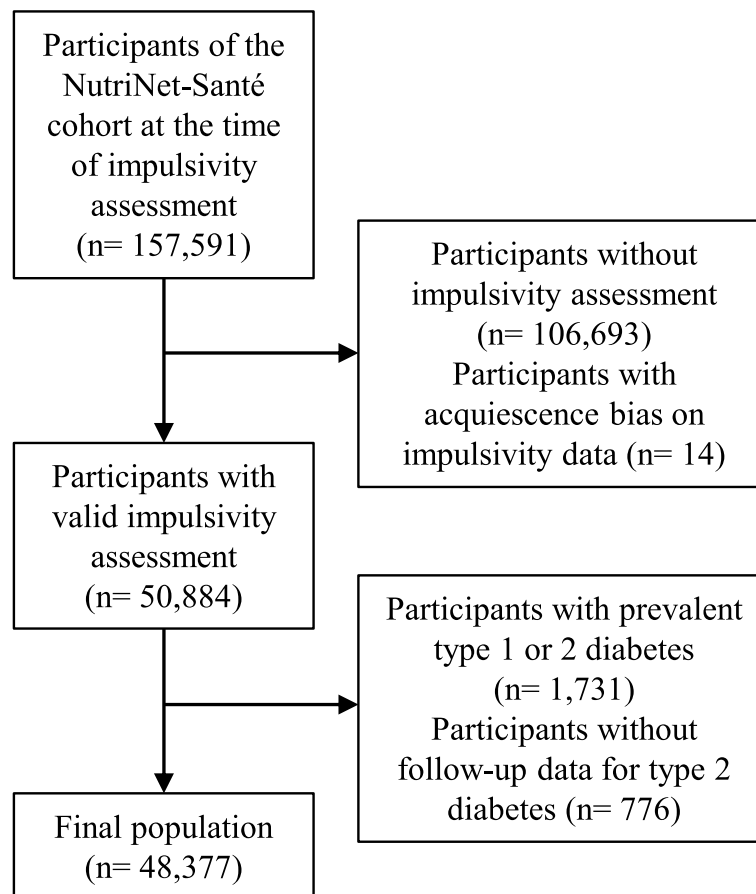 Participants of the
NutriNet-Santé
cohort at the time
of impulsivity
assessment
(n= 157,591)
Participants without
impulsivity assessment
(n= 106,693)
Participants with
acquiescence bias on
impulsivity data (n= 14)
Participants with
valid impulsivity
assessment
(n= 50,884)
Participants with prevalent
type 1 or 2 diabetes
(n= 1,731)
Participants without
follow-up data for type 2
diabetes (n= 776)
Final population
(n= 48,377)